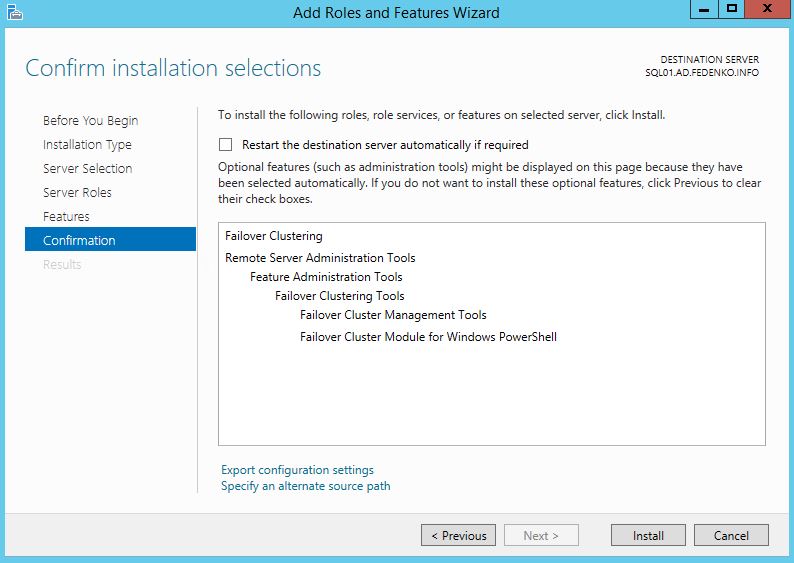 Add Roles and Features Wizard
Confirm installation selections
DESTINATION SERVER
SQL01.AD.FEDENKO.INFO
Before You Begin
Installation Type
Server Selection
Server Roles
Features
Confirmation
Results
To install the following roles, role services, or features on selected server, click Install.
Restart the destination server automatically if required
Optional features (such as administration tools) might be displayed on this page because they have
been selected automatically. If you do not want to install these optional features, click Previous to clear
their check boxes.
Failover Clustering
Remote Server Administration Tools
Feature Administration Tools
Failover Clustering Tools
Failover Cluster Management Tools
Failover Cluster Module for Windows PowerShell
Export configuration settings
Specify an alternate source path
< Previous
Next >
Install
Cancel